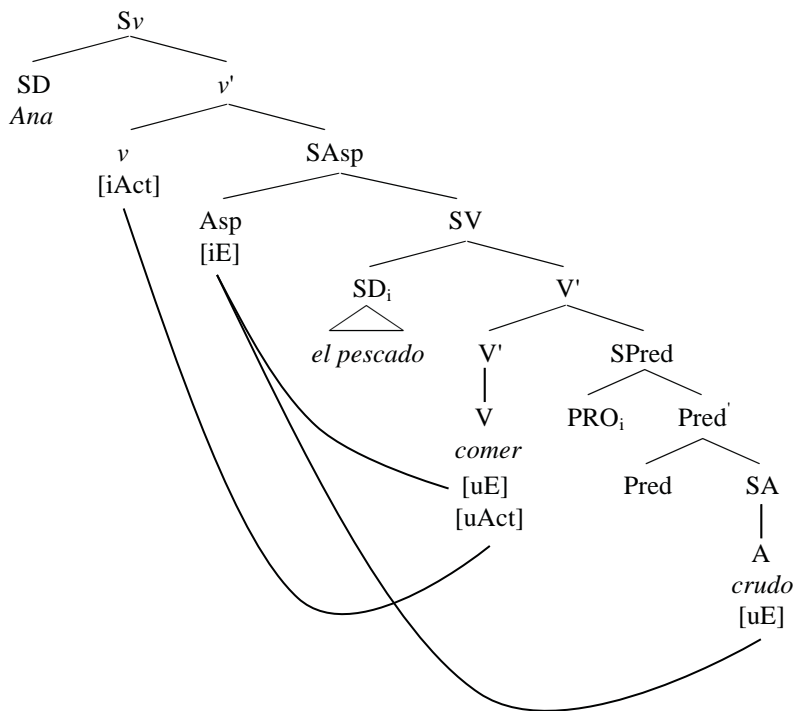 Sv
SD v'
Ana
v SAsp
[iAct]
Asp SV
[iE]
SDi V'
el pescado V' SPred
V PROi Pred'
comer
[uE] Pred SA
[uAct]
A
crudo
[uE]